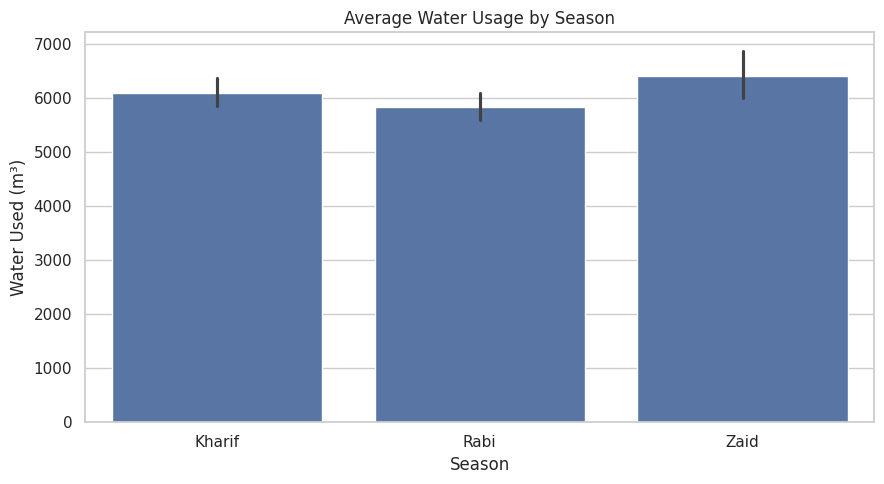 Average Water Usage by Season
Water Used (m³)
7000
6000
5000
4000
3000
2000
1000
0
Kharif
Rabi
Zaid
Season